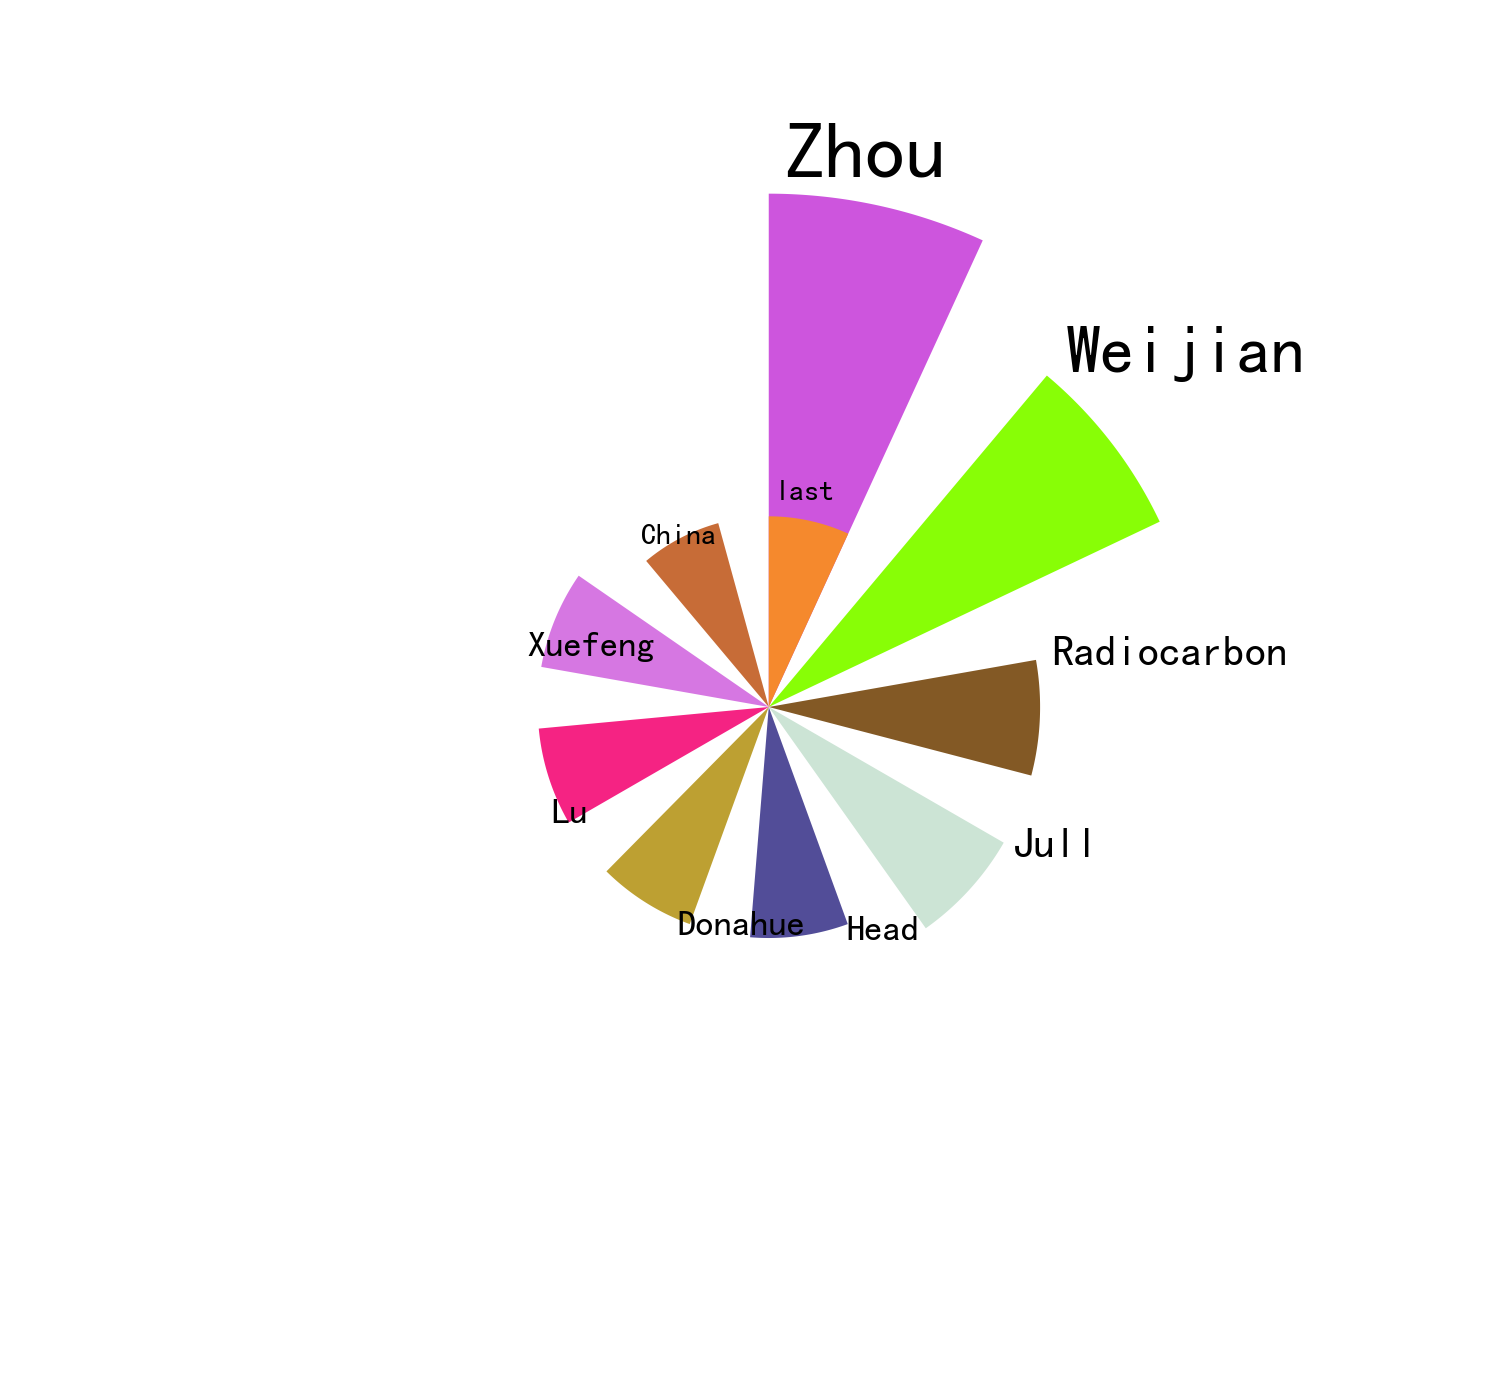 Zhou
Weijian
last
China
Xuefeng
Radiocarbon
Lu
Jull
Donahue
Head